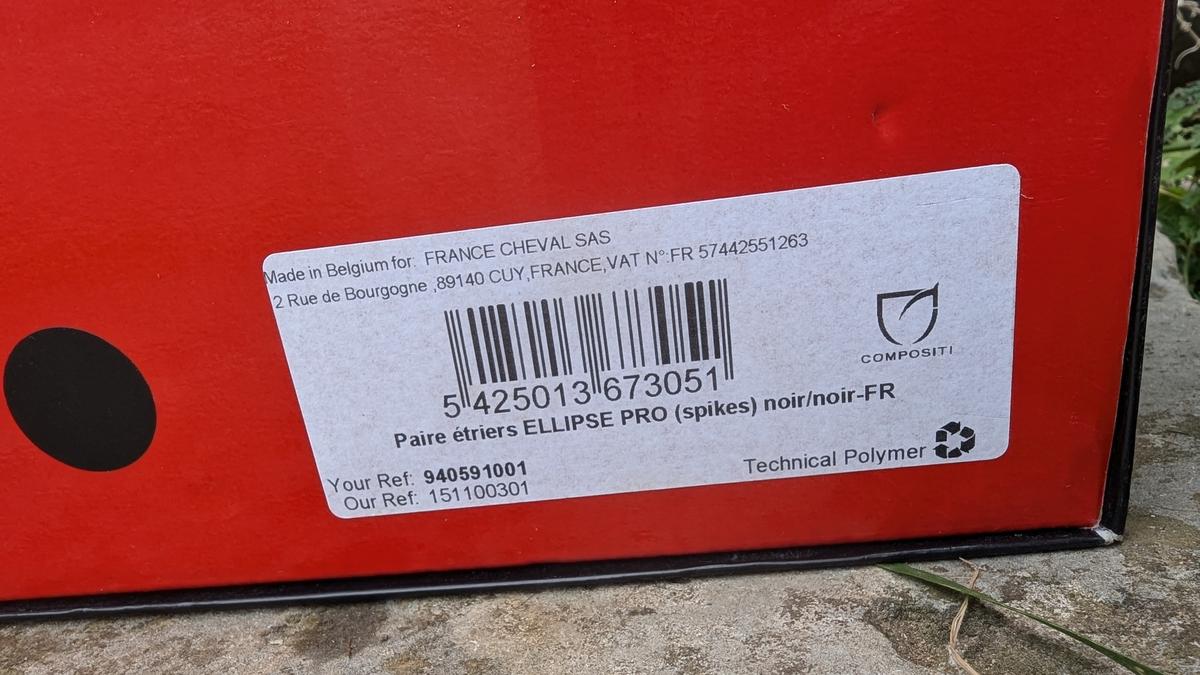 Made in Belgium for: FRANCE CHEVAL SAS
2 Rue de Bourgogne ,89140 CUY,FRANCE,VAT N°:FR 57442551263
COMPOSITI
5 425013 673051
Paire étriers ELLIPSE PRO (spikes) noir/noir-FR
Technical Polymer
Your Ref: 940591001
Our Ref: 151100301